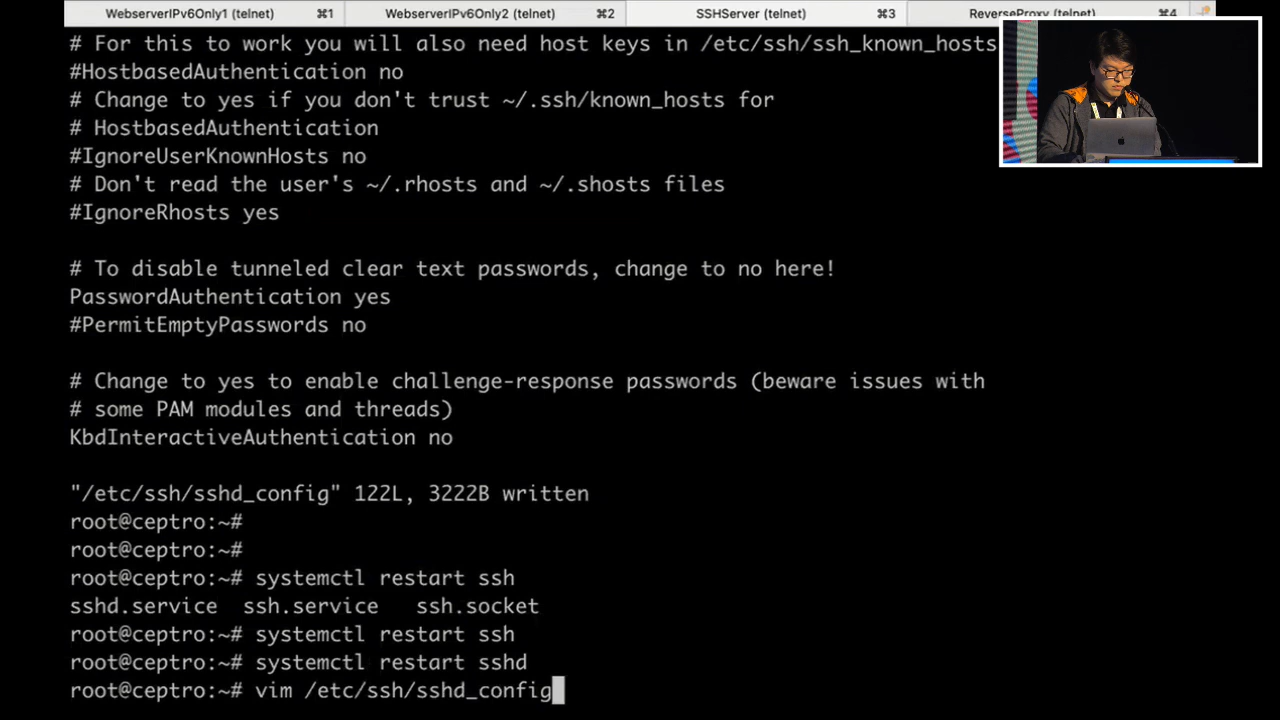 WebserverIPv6Only1 (telnet) ⌘1 WebserverIPv6Only2 (telnet) ⌘2 SSHServer (telnet) ⌘3 ReverseProxy (telnet) ⌘4
# For this to work you will also need host keys in /etc/ssh/ssh_known_hosts
#HostbasedAuthentication no
# Change to yes if you don't trust ~/.ssh/known_hosts for
# HostbasedAuthentication
#IgnoreUserKnownHosts no
# Don't read the user's ~/.rhosts and ~/.shosts files
#IgnoreRhosts yes
# To disable tunneled clear text passwords, change to no here!
PasswordAuthentication yes
#PermitEmptyPasswords no
# Change to yes to enable challenge-response passwords (beware issues with
# some PAM modules and threads)
KbdInteractiveAuthentication no
"/etc/ssh/sshd_config" 122L, 3222B written
root@ceptro:~#
root@ceptro:~#
root@ceptro:~# systemctl restart ssh
sshd.service ssh.service ssh.socket
root@ceptro:~# systemctl restart ssh
root@ceptro:~# systemctl restart sshd
root@ceptro:~# vim /etc/ssh/sshd_config